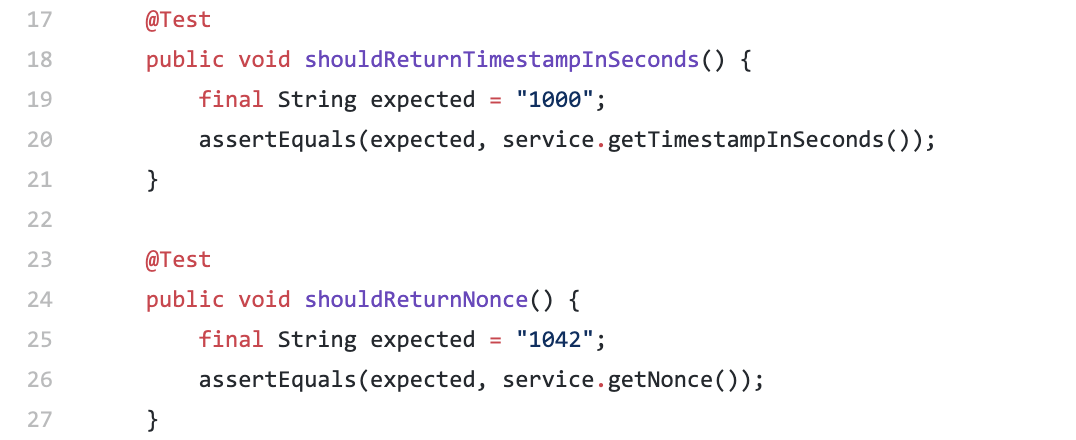 17 @Test
18 public void shouldReturnTimestampInSeconds() {
19 final String expected = "1000";
20 assertEquals(expected, service.getTimestampInSeconds());
21 }
22
23 @Test
24 public void shouldReturnNonce() {
25 final String expected = "1042";
26 assertEquals(expected, service.getNonce());
27 }